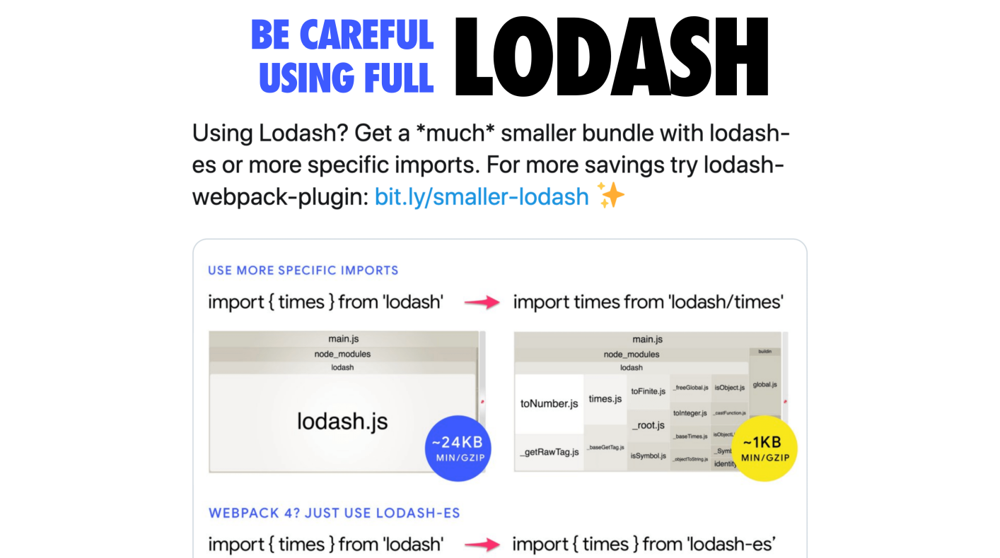 BE CAREFUL
USING FULL
LODASH
Using Lodash? Get a *much* smaller bundle with lodash-
es or more specific imports. For more savings try lodash-
webpack-plugin: bit.ly/smaller-lodash ✨
USE MORE SPECIFIC IMPORTS
import { times } from 'lodash'
import times from 'lodash/times'
main.js
node_modules
lodash
lodash.js
~24KB
MIN/GZIP
main.js
node_modules
buildin
lodash
toNumber.js
times.js
toFinite.js
_freeGlobal.js
isObject.js
global.js
toInteger.js
_castFunction.js
_root.js
_baseTimes.js
_getRawTag.js
_baseGetTag.js
isSymbol.js
_objectToString.js
~1KB
MIN/GZIP
WEBPACK 4? JUST USE LODASH-ES
import { times } from 'lodash'
import { times } from 'lodash-es’